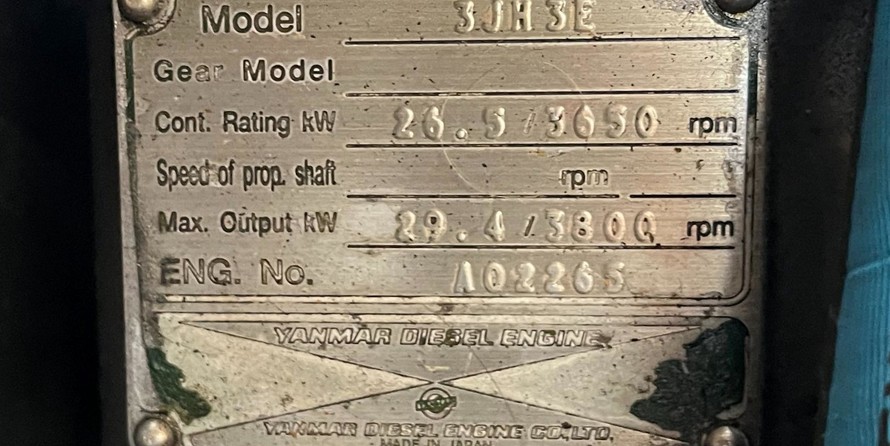 Model 3JH3E
Gear Model
Cont. Rating kW 26.5/3650 rpm
Speed of prop. shaft rpm
Max. Output kW 29.4/3800 rpm
ENG. No. A02265
YANMAR DIESEL ENGINE
YANMAR DIESEL ENGINE CO.,LTD.
MADE IN JAPAN